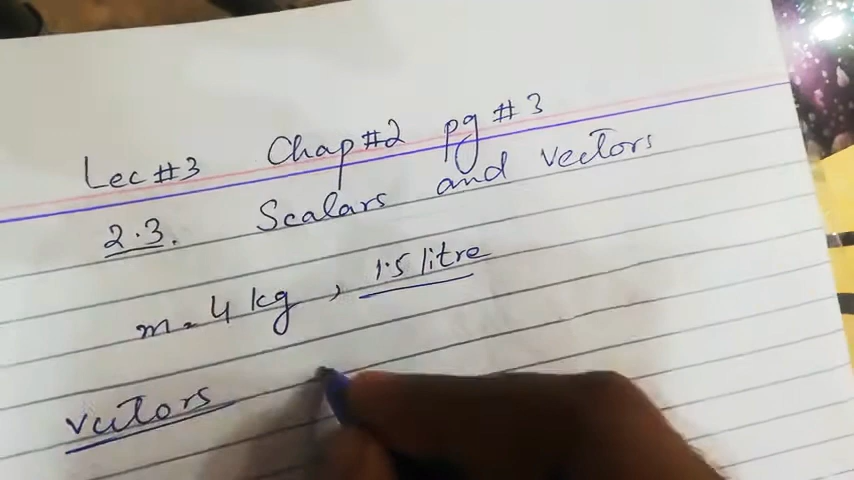 Lec #3 Chap #2 pg #3
2.3. Scalars and vectors
m = 4 kg , 1.5 litre
vectors